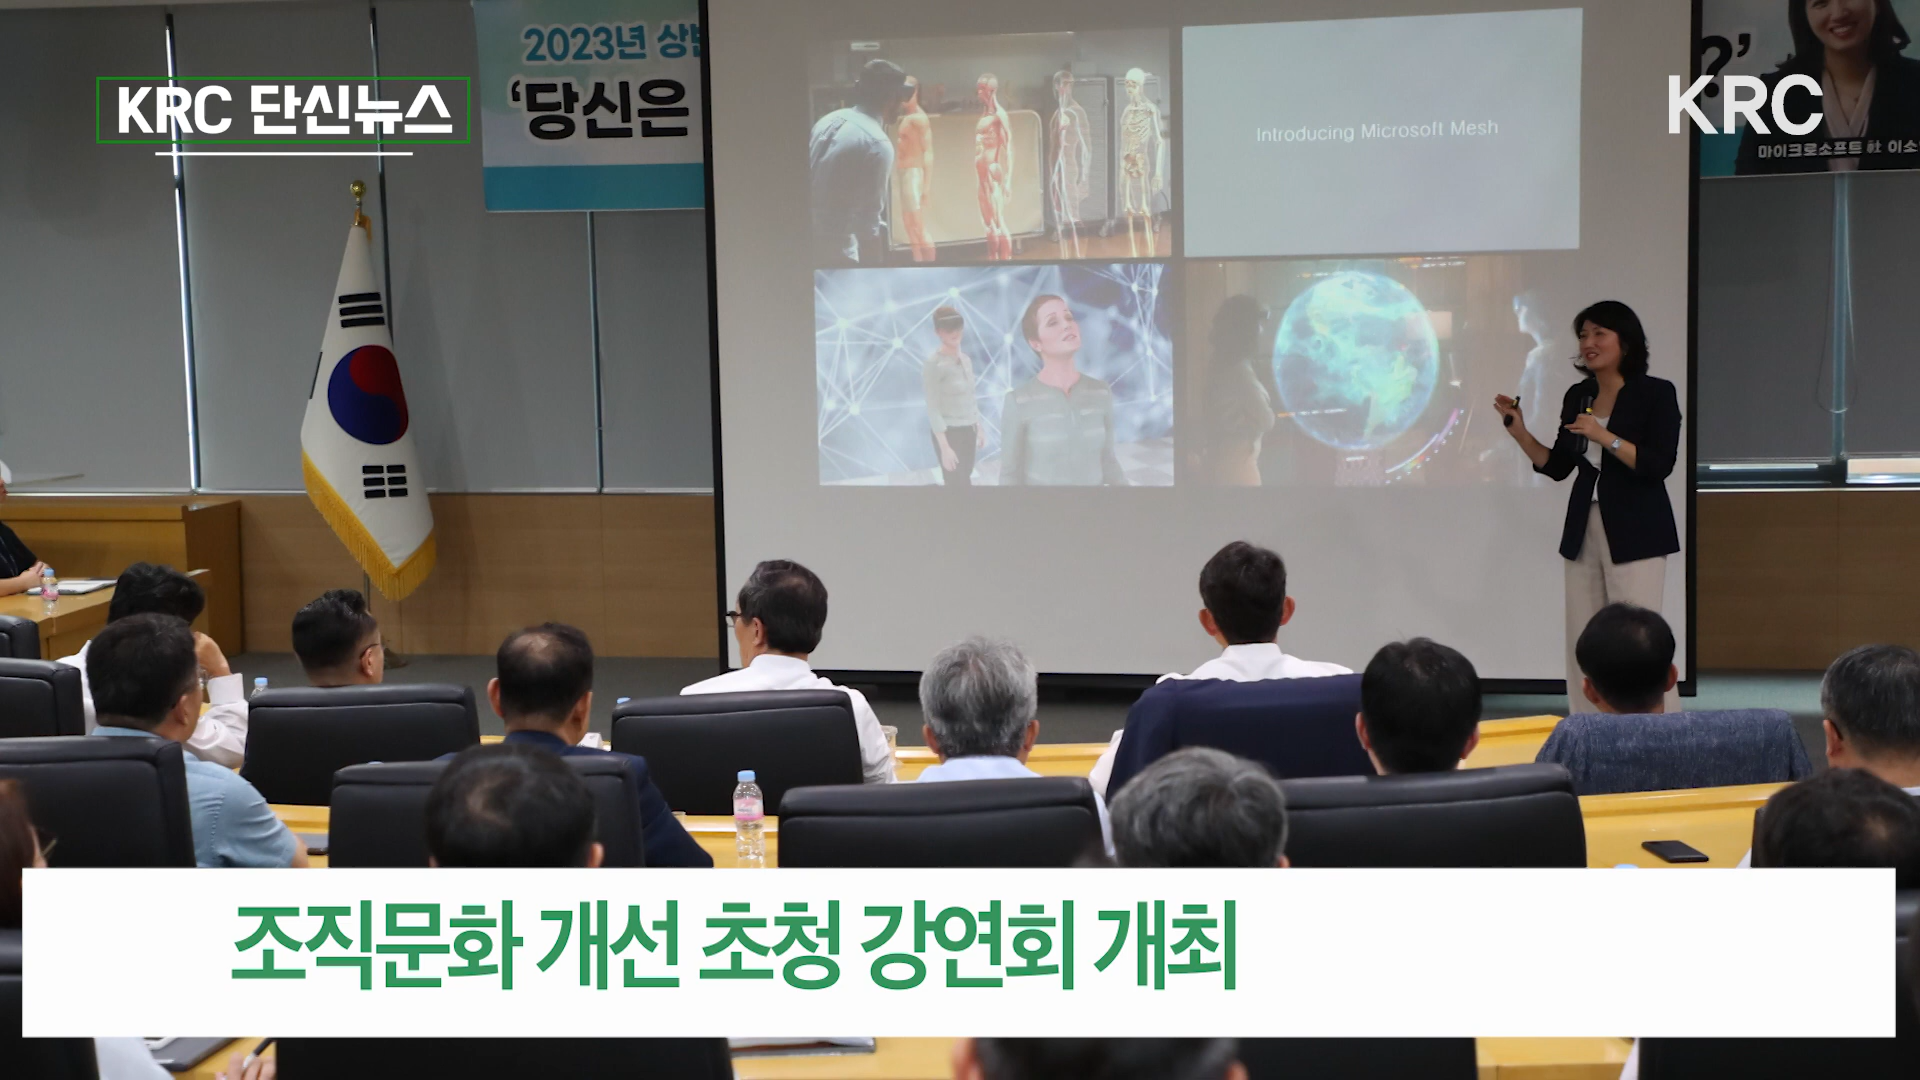 2023년 상반
‘당신은
?’
KRC 단신뉴스
KRC
마이크로소프트 社 이소
Introducing Microsoft Mesh
조직문화 개선 초청 강연회 개최